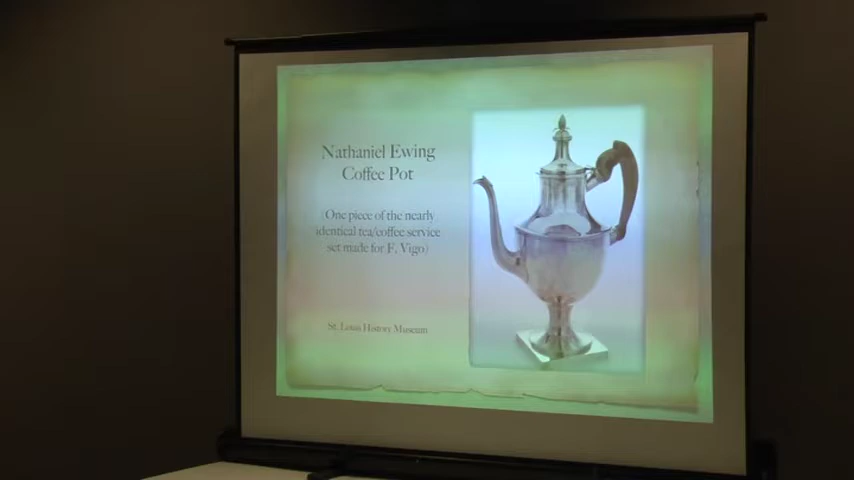 Nathaniel Ewing
Coffee Pot
One piece of the nearly
identical tea/coffee service
set made for F. Vigo)
St. Louis History Museum